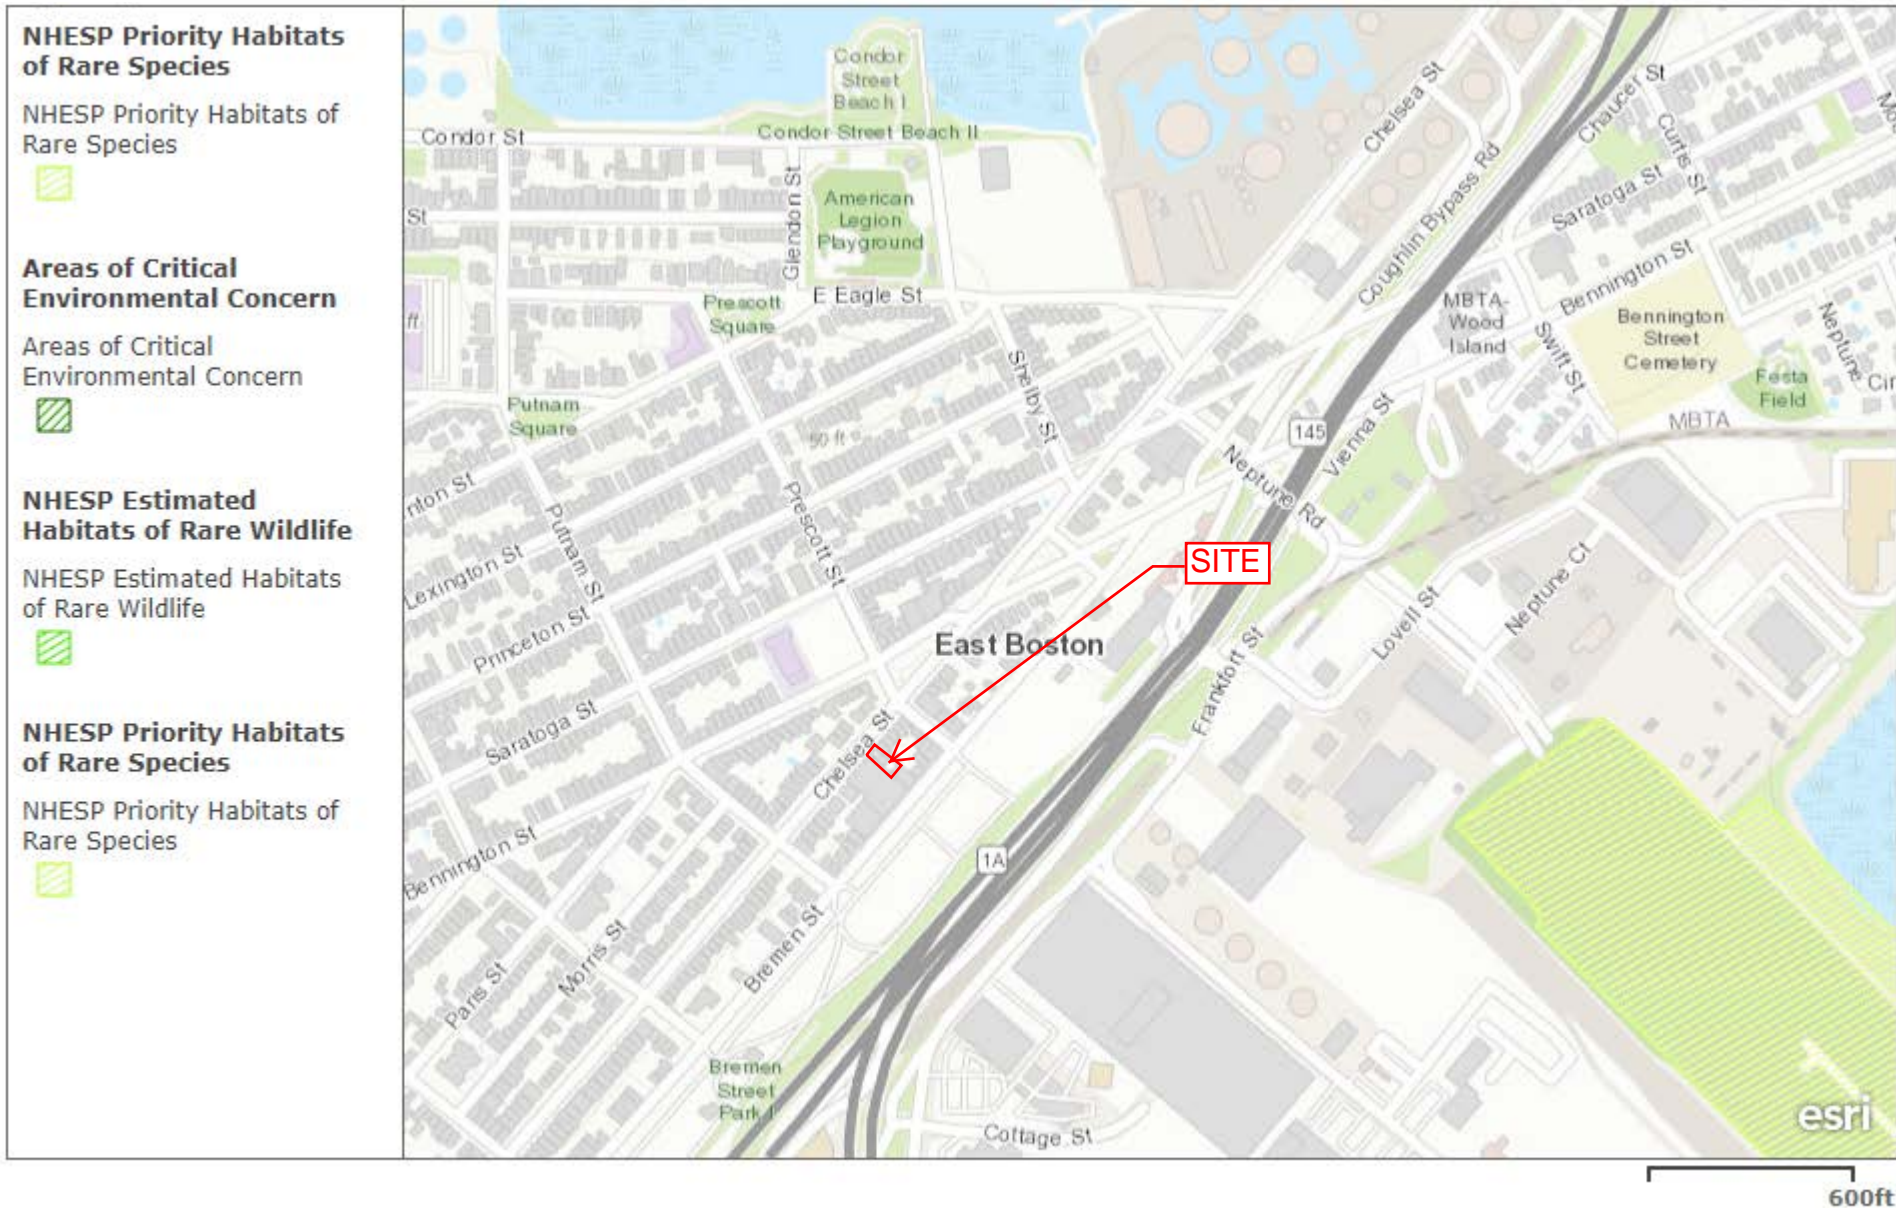 NHESP Priority Habitats
of Rare Species
NHESP Priority Habitats of
Rare Species
Areas of Critical
Environmental Concern
Areas of Critical
Environmental Concern
NHESP Estimated
Habitats of Rare Wildlife
NHESP Estimated Habitats
of Rare Wildlife
NHESP Priority Habitats
of Rare Species
NHESP Priority Habitats of
Rare Species
Condor
Street
Beach I
Condor St
Condor Street Beach II
Chelsea St
Chaucer St
Curtis St
Glendon St
American
Legion
Playground
Coughlin Bypass Rd
Saratoga St
St
Bennington St
E Eagle St
Prescott
Square
ft
MBTA-
Wood
Island
Swift St
Bennington
Street
Cemetery
Neptune
Cir
Festa
Field
MBTA
Shelby St
Putnam
Square
50 ft
145
Vienna St
Neptune Rd
nton St
Putnam St
Prescott St
Lexington St
SITE
Princeton St
East Boston
Frankfort St
Lovell St
Neptune Ct
Saratoga St
Chelsea St
Bennington St
1A
Morris St
Bremen St
Paris St
Bremen
Street
Park I
Cottage St
esri
600ft